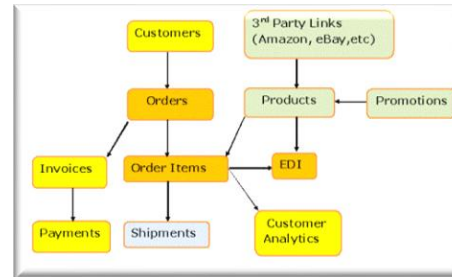 3rd Party Links
(Amazon, eBay,etc)
Customers
Orders
Products
Promotions
Invoices
Order Items
EDI
Payments
Shipments
Customer
Analytics